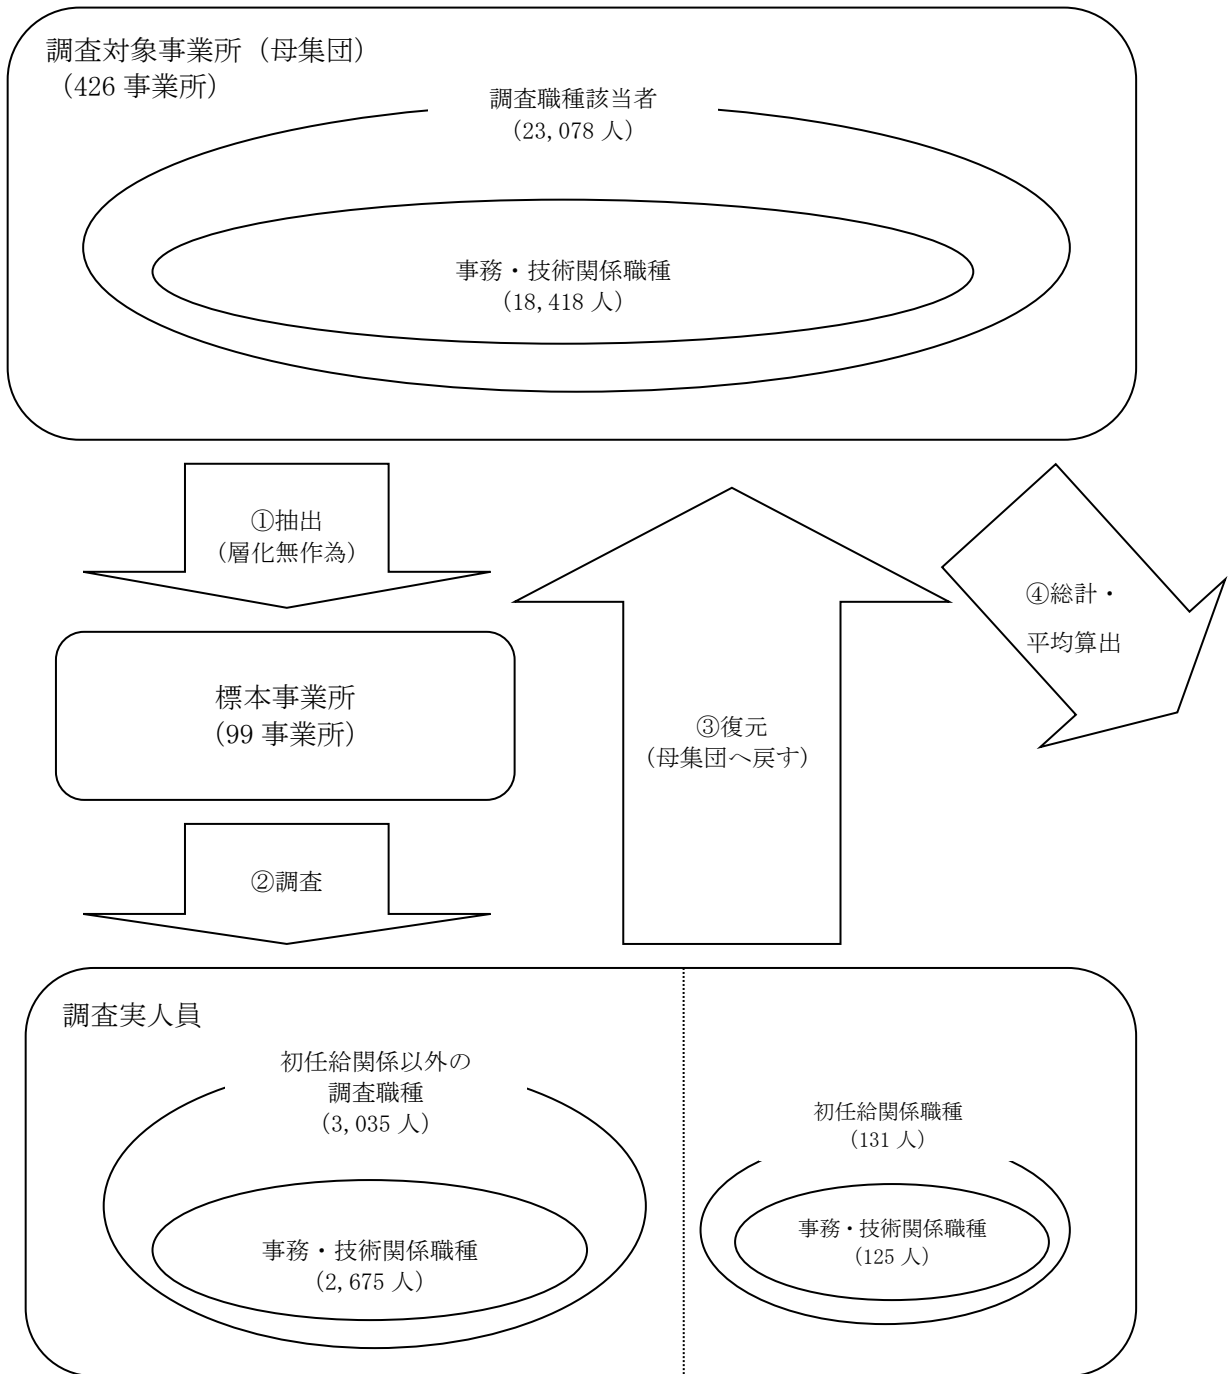 調査対象事業所（母集団）
（426 事業所）
調査職種該当者
（23,078 人）
事務・技術関係職種
（18,418 人）
①抽出
（層化無作為）
標本事業所
（99 事業所）
②調査
③復元
（母集団へ戻す）
④総計・
平均算出
調査実人員
初任給関係以外の
調査職種
（3,035 人）
事務・技術関係職種
（2,675 人）
初任給関係職種
（131 人）
事務・技術関係職種
（125 人）